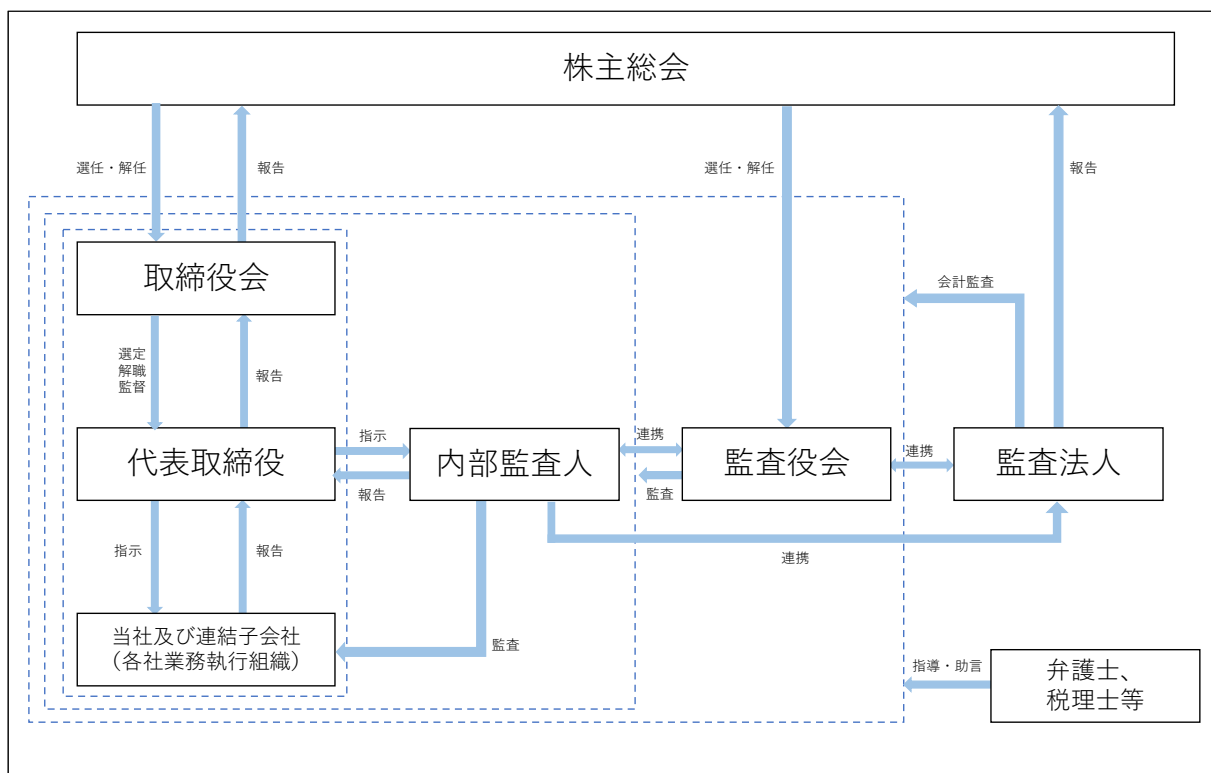 株主総会
選任・解任
報告
選任・解任
報告
取締役会
会計監査
選定
解職
監督
報告
代表取締役
指示
報告
内部監査人
連携
監査
監査役会
連携
監査法人
連携
指示
報告
当社及び連結子会社
（各社業務執行組織）
監査
指導・助言
弁護士、
税理士等